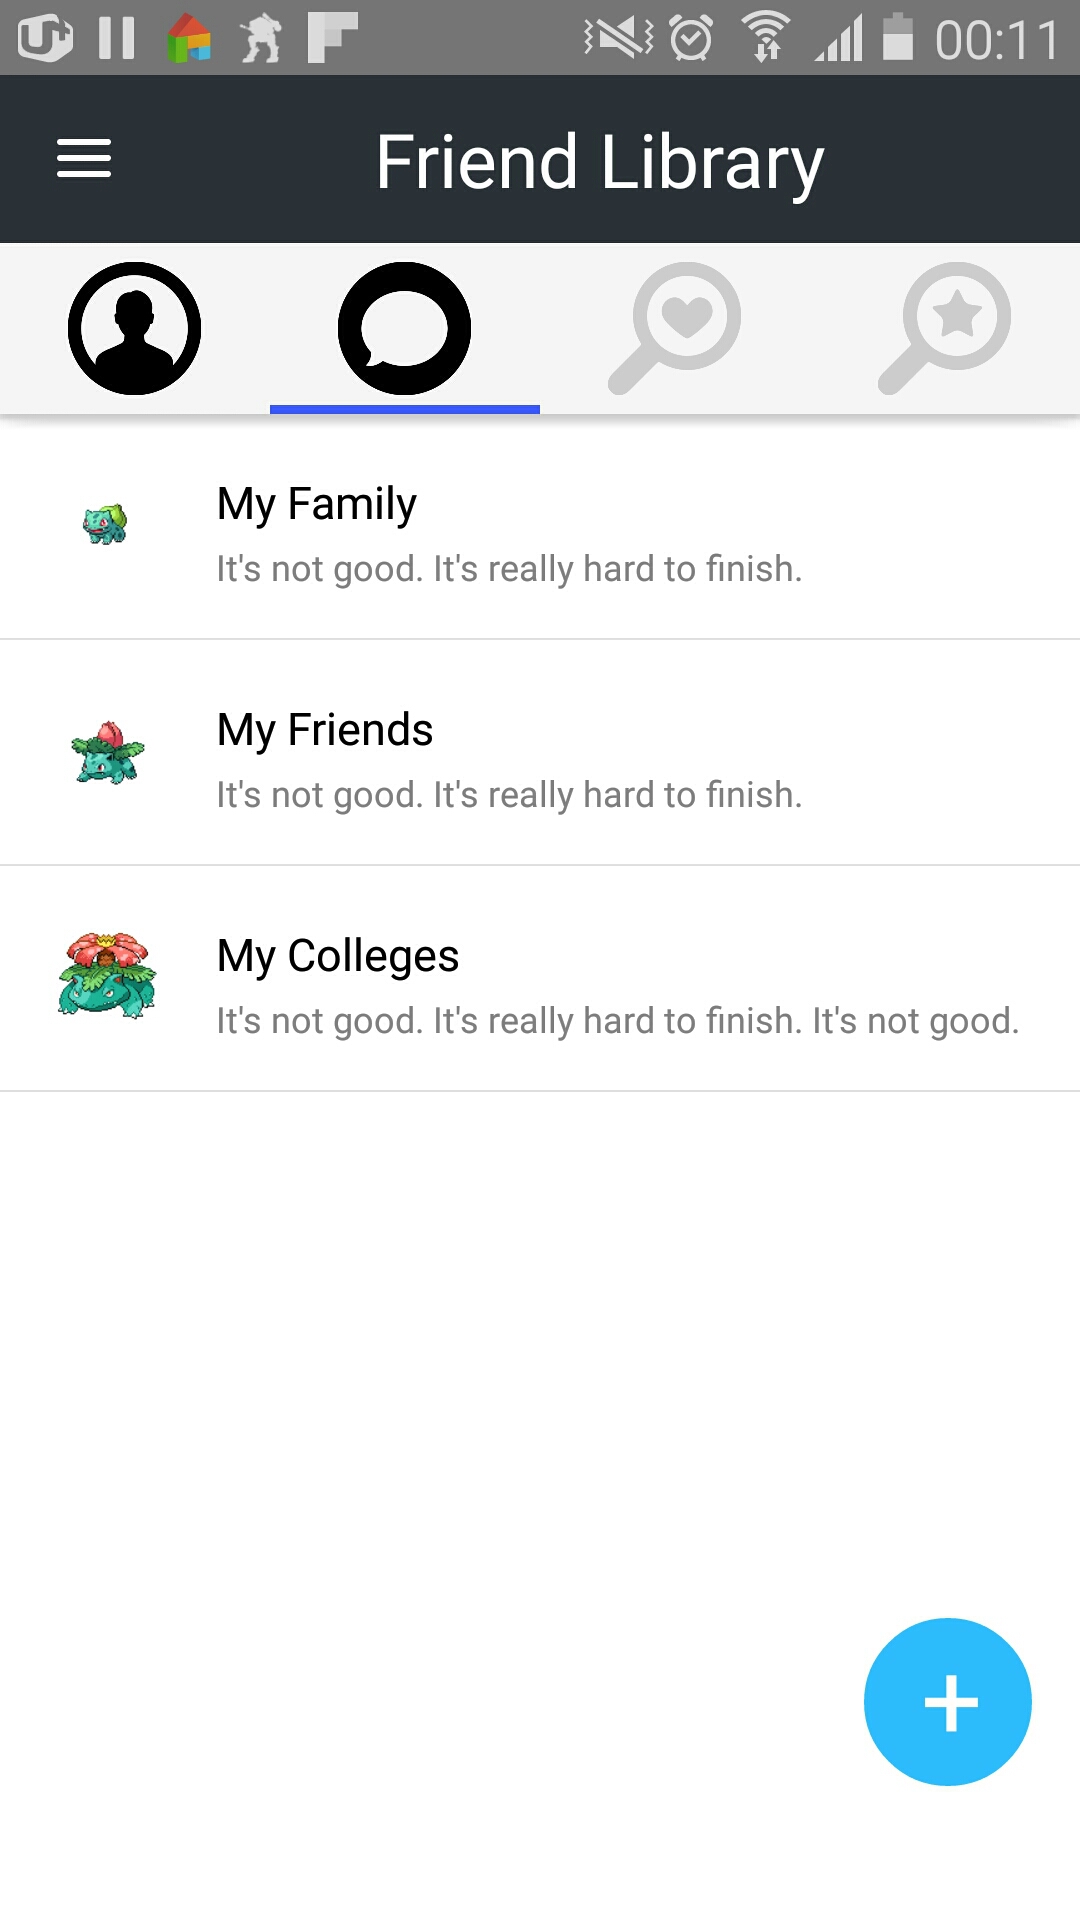 00:11
Friend Library
My Family
It's not good. It's really hard to finish.
My Friends
It's not good. It's really hard to finish.
My Colleges
It's not good. It's really hard to finish. It's not good.